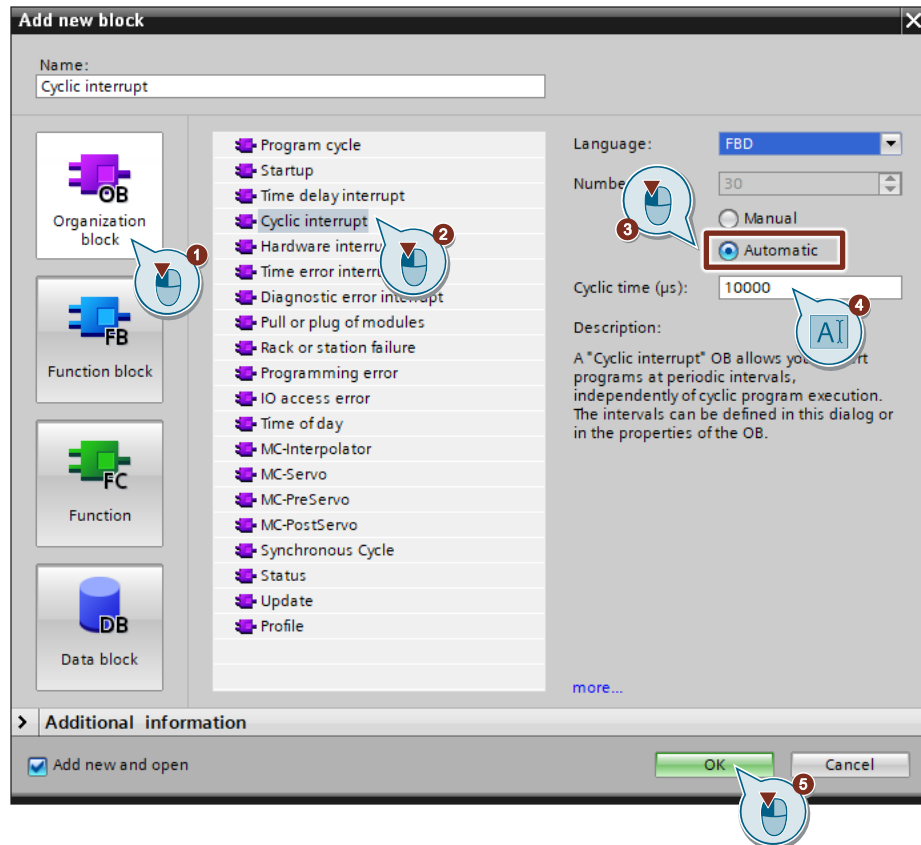 Add new block
Name:
Cyclic interrupt
OB
Organization
block
1
FB
Function block
FC
Function
DB
Data block
Program cycle
Startup
Time delay interrupt
Cyclic interrupt
2
Hardware
Time error
Diagnostic error
Pull or plug of modules
Rack or station failure
Programming error
IO access error
Time of day
MC-Interpolator
MC-Servo
MC-PreServo
MC-PostServo
Synchronous Cycle
Status
Update
Profile
Language:
FBD
30
Manual
3
Automatic
Cyclic time (µs):
10000
4
AI
Description:
A "Cyclic interrupt" OB allows
programs at periodic intervals,
independently of cyclic program execution.
The intervals can be defined in this dialog or
in the properties of the OB.
more...
Additional information
Add new and open
OK
Cancel
5